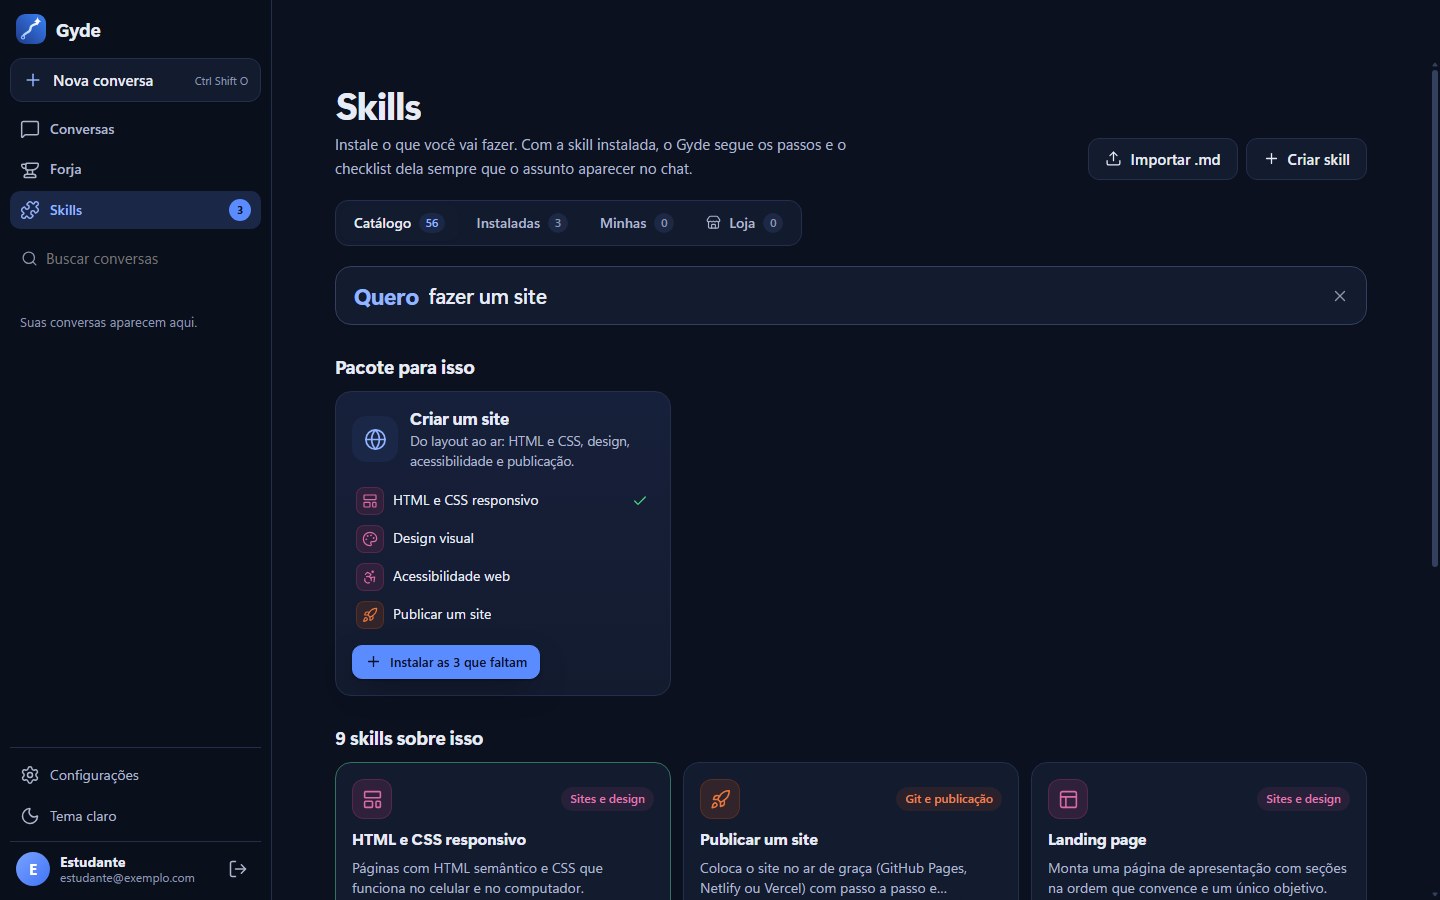 Gyde
Nova conversa
Ctrl Shift O
Conversas
Forja
Skills
3
Buscar conversas
Suas conversas aparecem aqui.
Configurações
Tema claro
E
Estudante
estudante@exemplo.com
Skills
Instale o que você vai fazer. Com a skill instalada, o Gyde segue os passos e o
checklist dela sempre que o assunto aparecer no chat.
Importar .md
Criar skill
Catálogo 56
Instaladas 3
Minhas 0
Loja 0
Quero fazer um site
Pacote para isso
Criar um site
Do layout ao ar: HTML e CSS, design,
acessibilidade e publicação.
HTML e CSS responsivo
Design visual
Acessibilidade web
Publicar um site
Instalar as 3 que faltam
9 skills sobre isso
Sites e design
HTML e CSS responsivo
Páginas com HTML semântico e CSS que
funciona no celular e no computador.
Git e publicação
Publicar um site
Coloca o site no ar de graça (GitHub Pages,
Netlify ou Vercel) com passo a passo e...
Sites e design
Landing page
Monta uma página de apresentação com seções
na ordem que convence e um único objetivo.